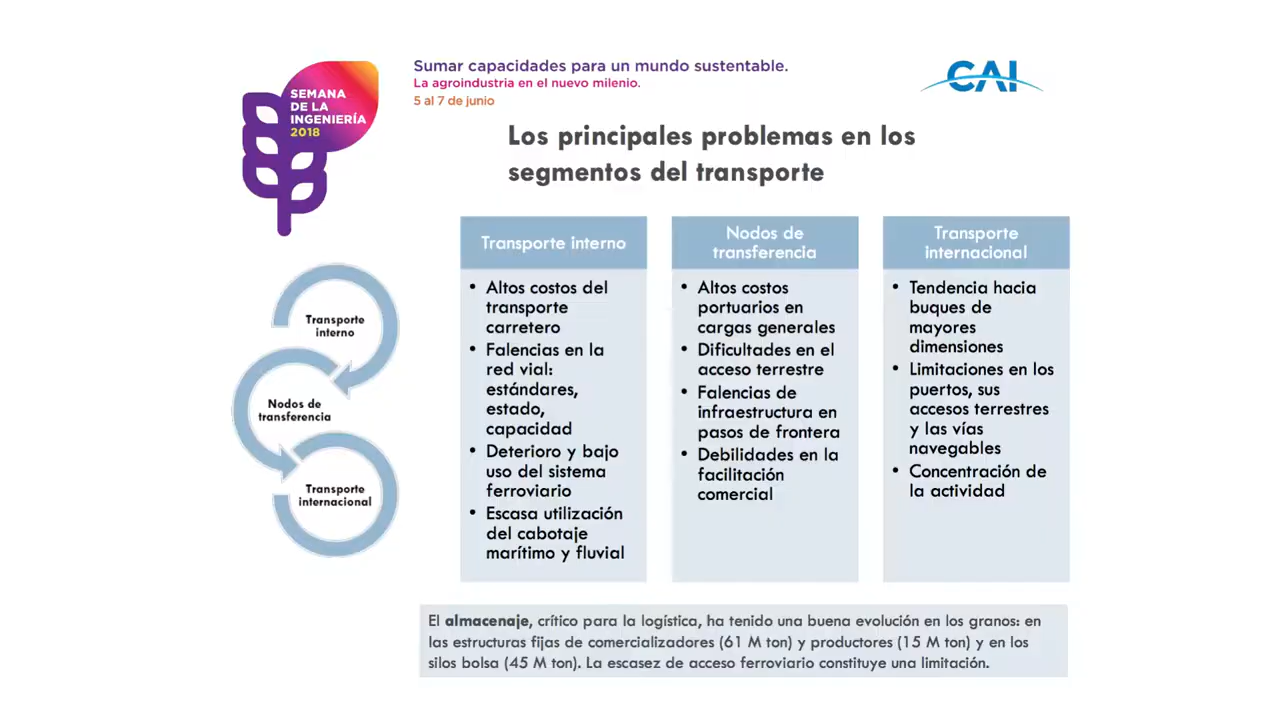 SEMANA
DE LA
INGENIERÍA
2018
Sumar capacidades para un mundo sustentable.
La agroindustria en el nuevo milenio.
5 al 7 de junio
CAI
Los principales problemas en los
segmentos del transporte
Transporte
interno
Nodos de
transferencia
Transporte
internacional
Transporte interno
• Altos costos del
transporte
carretero
• Falencias en la
red vial:
estándares,
estado,
capacidad
• Deterioro y bajo
uso del sistema
ferroviario
• Escasa utilización
del cabotaje
marítimo y fluvial
Nodos de
transferencia
• Altos costos
portuarios en
cargas generales
• Dificultades en el
acceso terrestre
• Falencias de
infraestructura en
pasos de frontera
• Debilidades en la
facilitación
comercial
Transporte
internacional
• Tendencia hacia
buques de
mayores
dimensiones
• Limitaciones en los
puertos, sus
accesos terrestres
y las vías
navegables
• Concentración de
la actividad
El almacenaje, crítico para la logística, ha tenido una buena evolución en los granos: en
las estructuras fijas de comercializadores (61 M ton) y productores (15 M ton) y en los
silos bolsa (45 M ton). La escasez de acceso ferroviario constituye una limitación.